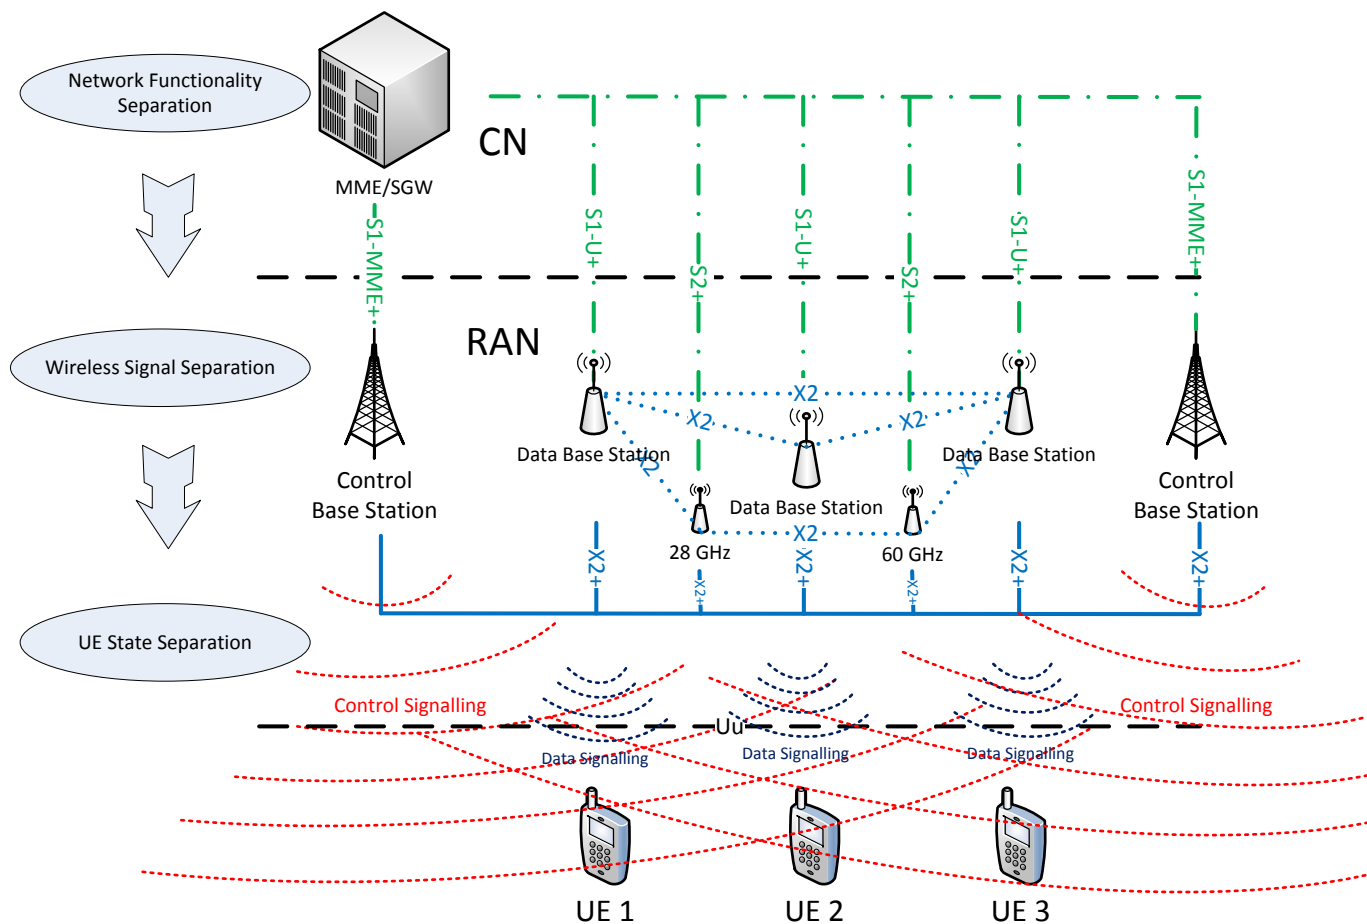 Network Functionality
Separation
CN
MME/SGW
S1-MME+
S1-U+
S2+
S1-U+
S2+
S1-U+
S1-MME+
Wireless Signal Separation
RAN
X2
X2
X2
Data Base Station
X2
Data Base Station
X2
Control
Base Station
Data Base Station
Control
Base Station
X2
28 GHz
60 GHz
X2+
X2+
X2+
X2+
X2+
X2+
UE State Separation
Control Signalling
Control Signalling
Uu
Data Signalling
Data Signalling
Data Signalling
UE 1
UE 2
UE 3